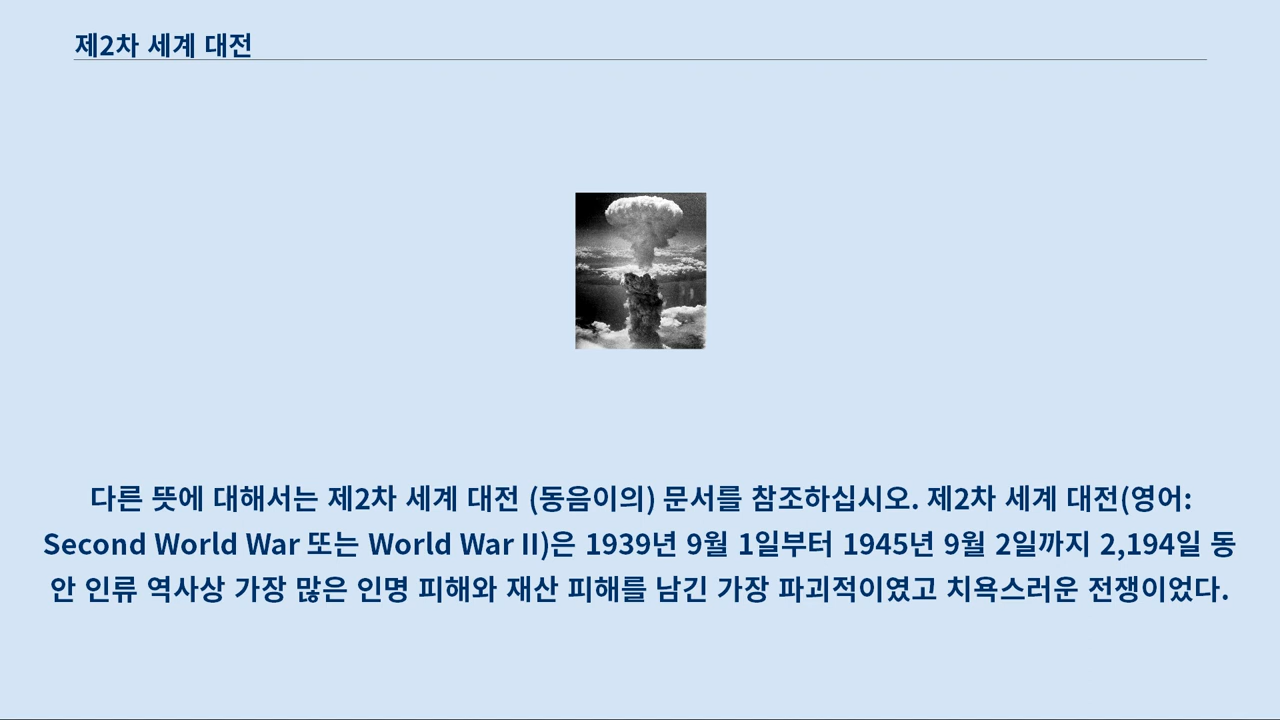 제2차 세계 대전
다른 뜻에 대해서는 제2차 세계 대전 (동음이의) 문서를 참조하십시오. 제2차 세계 대전(영어:
Second World War 또는 World War II)은 1939년 9월 1일부터 1945년 9월 2일까지 2,194일 동
안 인류 역사상 가장 많은 인명 피해와 재산 피해를 남긴 가장 파괴적이였고 치욕스러운 전쟁이었다.